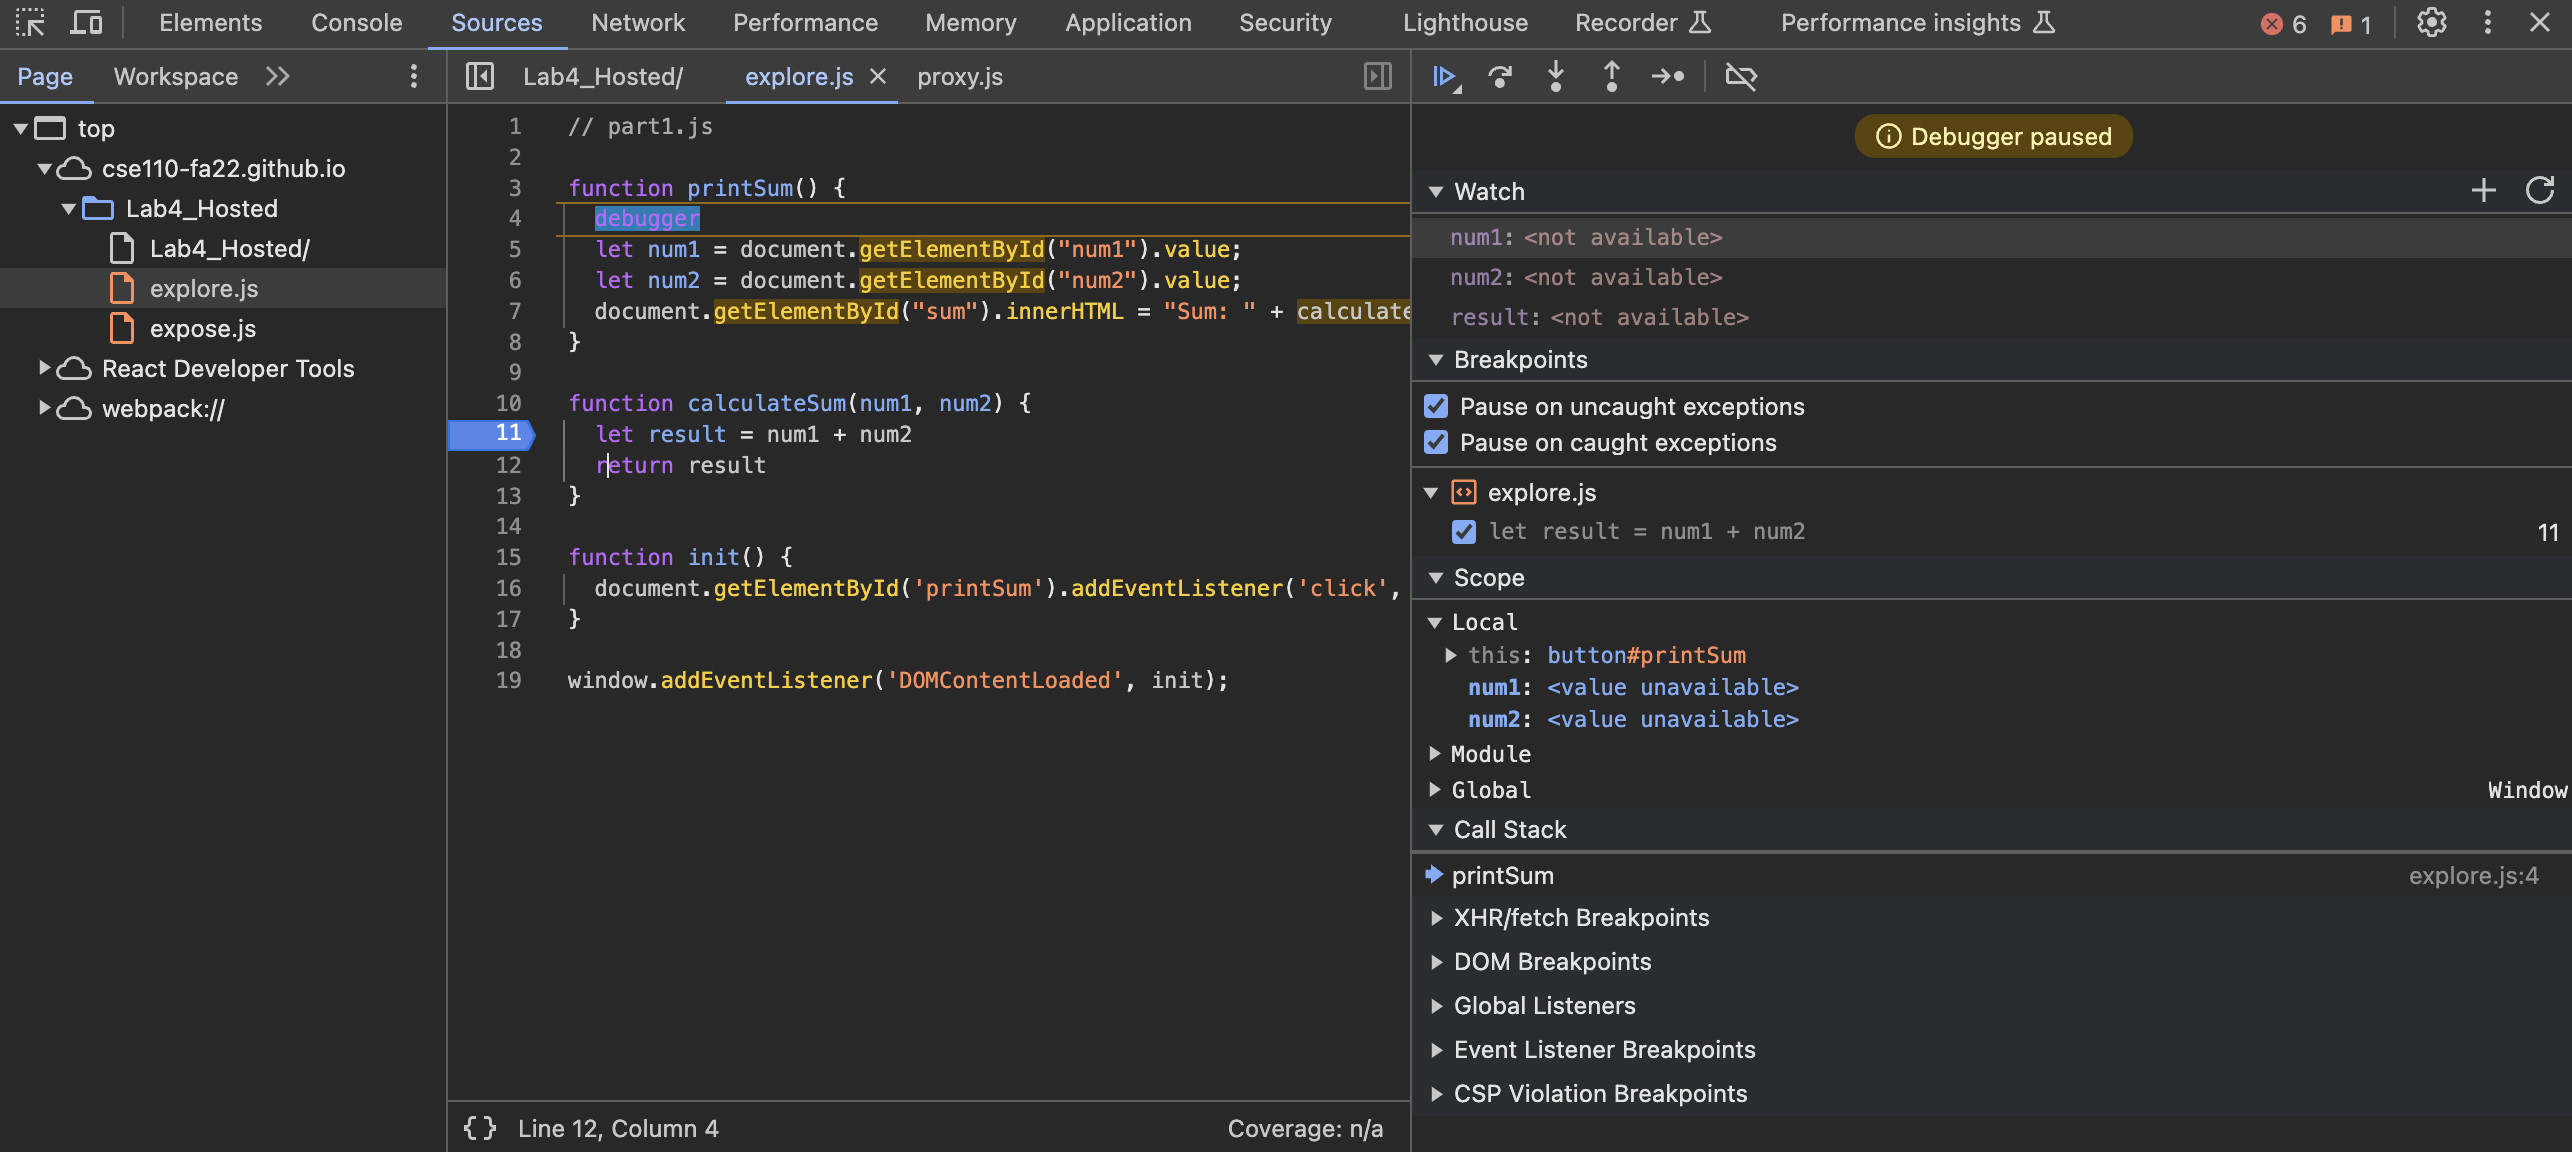 Elements Console Sources Network Performance Memory Application Security Lighthouse Recorder Performance insights 6 1
Page Workspace
top
cse110-fa22.github.io
Lab4_Hosted
Lab4_Hosted/
explore.js
expose.js
React Developer Tools
webpack://
Lab4_Hosted/ explore.js proxy.js
1 // part1.js
2
3 function printSum() {
4 debugger
5 let num1 = document.getElementById("num1").value;
6 let num2 = document.getElementById("num2").value;
7 document.getElementById("sum").innerHTML = "Sum: " + calculate
8 }
9
10 function calculateSum(num1, num2) {
11 let result = num1 + num2
12 return result
13 }
14
15 function init() {
16 document.getElementById('printSum').addEventListener('click',
17 }
18
19 window.addEventListener('DOMContentLoaded', init);
{} Line 12, Column 4 Coverage: n/a
Debugger paused
Watch
num1: <not available>
num2: <not available>
result: <not available>
Breakpoints
Pause on uncaught exceptions
Pause on caught exceptions
explore.js
let result = num1 + num2 11
Scope
Local
this: button#printSum
num1: <value unavailable>
num2: <value unavailable>
Module
Global Window
Call Stack
printSum explore.js:4
XHR/fetch Breakpoints
DOM Breakpoints
Global Listeners
Event Listener Breakpoints
CSP Violation Breakpoints